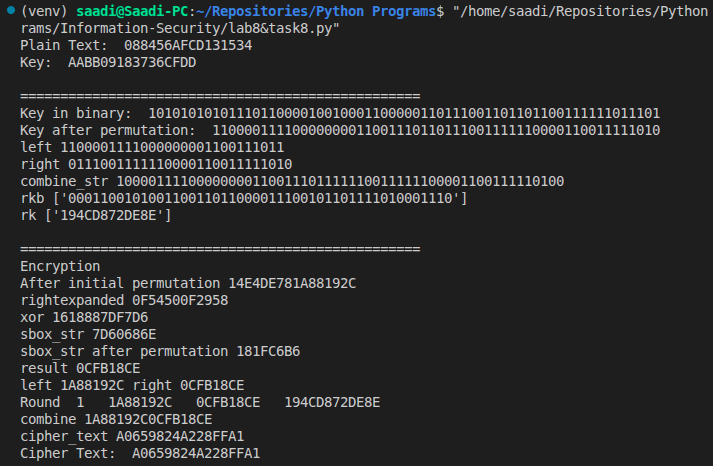 (venv) saadi@Saadi-PC:~/Repositories/Python Programs$ "/home/saadi/Repositories/Python
rams/Information-Security/lab8&task8.py"
Plain Text:  088456AFCD131534
Key:  AABB09183736CFDD
==================================================
Key in binary:  1010101010111011000010010001100000110111001101101100111111011101
Key after permutation:  11000011110000000011001110110111001111110000110011111010
left 1100001111000000001100111011
right 0111001111110000110011111010
combine_str 10000111100000000110011101111110011111100001100111110100
rkb ['000110010100110011011000011100101101111010001110']
rk ['194CD872DE8E']
==================================================
Encryption
After initial permutation 14E4DE781A88192C
rightexpanded 0F54500F2958
xor 1618887DF7D6
sbox_str 7D60686E
sbox_str after permutation 181FC6B6
result 0CFB18CE
left 1A88192C right 0CFB18CE
Round  1   1A88192C   0CFB18CE   194CD872DE8E
combine 1A88192C0CFB18CE
cipher_text A0659824A228FFA1
Cipher Text:  A0659824A228FFA1